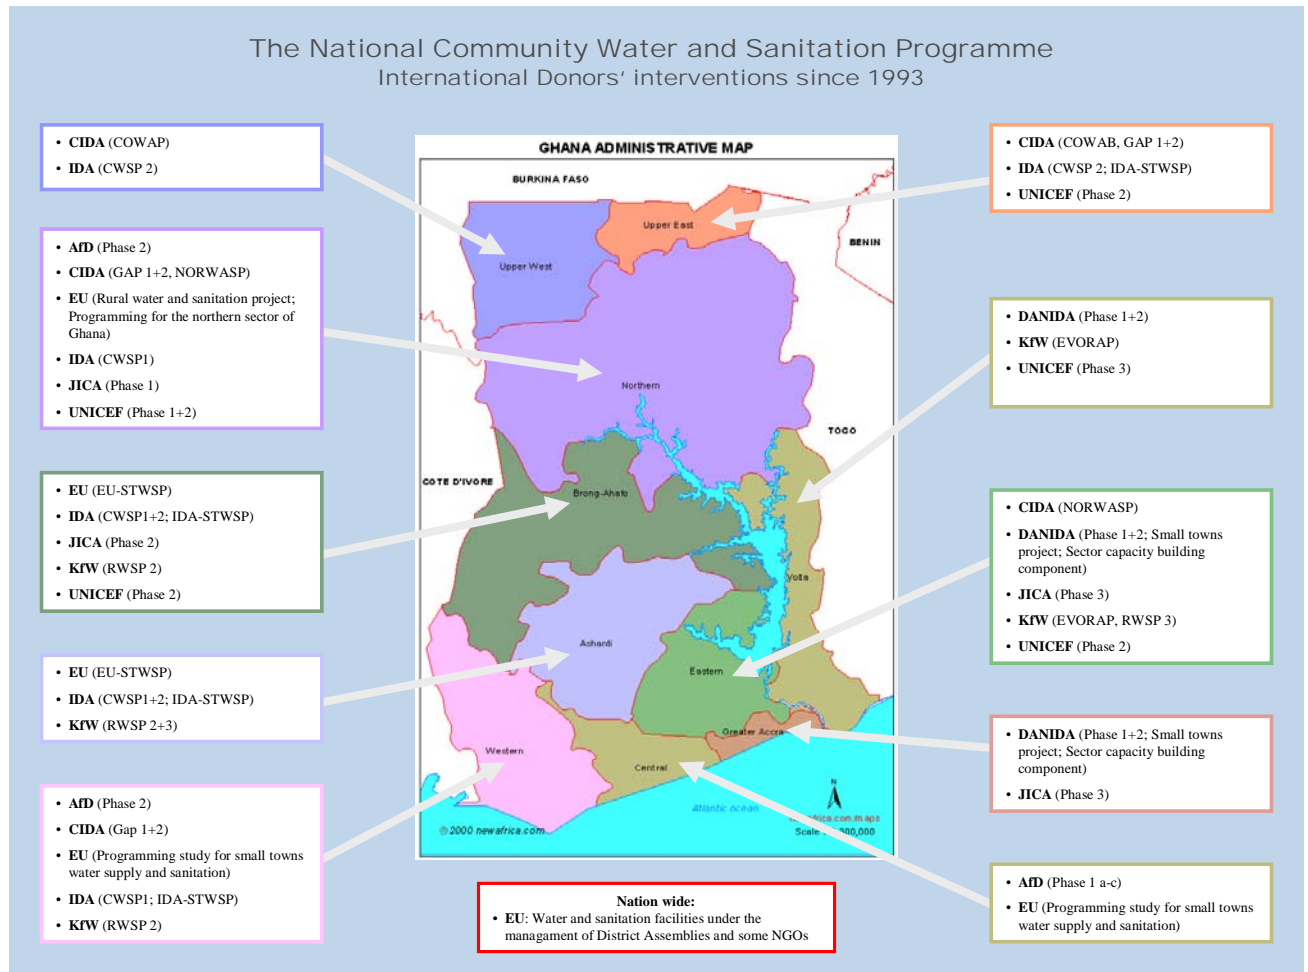 The National Community Water and Sanitation Programme
International Donors' interventions since 1993
• CIDA (COWAP)
• IDA (CWSP 2)
• AfD (Phase 2)
• CIDA (GAP 1+2, NORWASP)
• EU (Rural water and sanitation project;
Programming for the northern sector of
Ghana)
• IDA (CWSP1)
• JICA (Phase 1)
• UNICEF (Phase 1+2)
• EU (EU-STWSP)
• IDA (CWSP1+2; IDA-STWSP)
• JICA (Phase 2)
• KfW (RWSP 2)
• UNICEF (Phase 2)
• EU (EU-STWSP)
• IDA (CWSP1+2; IDA-STWSP)
• KfW (RWSP 2+3)
• AfD (Phase 2)
• CIDA (Gap 1+2)
• EU (Programming study for small towns
water supply and sanitation)
• IDA (CWSP1; IDA-STWSP)
• KfW (RWSP 2)
GHANA ADMINISTRATIVE MAP
BURKINA FASO
Upper East
BENIN
Upper West
Northern
TOGO
COTE D'IVORE
Brong-Ahafo
Volta
Ashanti
Eastern
Greater Accra
Western
Central
N
Atlantic ocean
© 2000 newafrica.com
Scale 000,000
Nation wide:
• EU: Water and sanitation facilities under the
managament of District Assemblies and some NGOs
• CIDA (COWAB, GAP 1+2)
• IDA (CWSP 2; IDA-STWSP)
• UNICEF (Phase 2)
• DANIDA (Phase 1+2)
• KfW (EVORAP)
• UNICEF (Phase 3)
• CIDA (NORWASP)
• DANIDA (Phase 1+2; Small towns
project; Sector capacity building
component)
• JICA (Phase 3)
• KfW (EVORAP, RWSP 3)
• UNICEF (Phase 2)
• DANIDA (Phase 1+2; Small towns
project; Sector capacity building
component)
• JICA (Phase 3)
• AfD (Phase 1 a-c)
• EU (Programming study for small towns
water supply and sanitation)